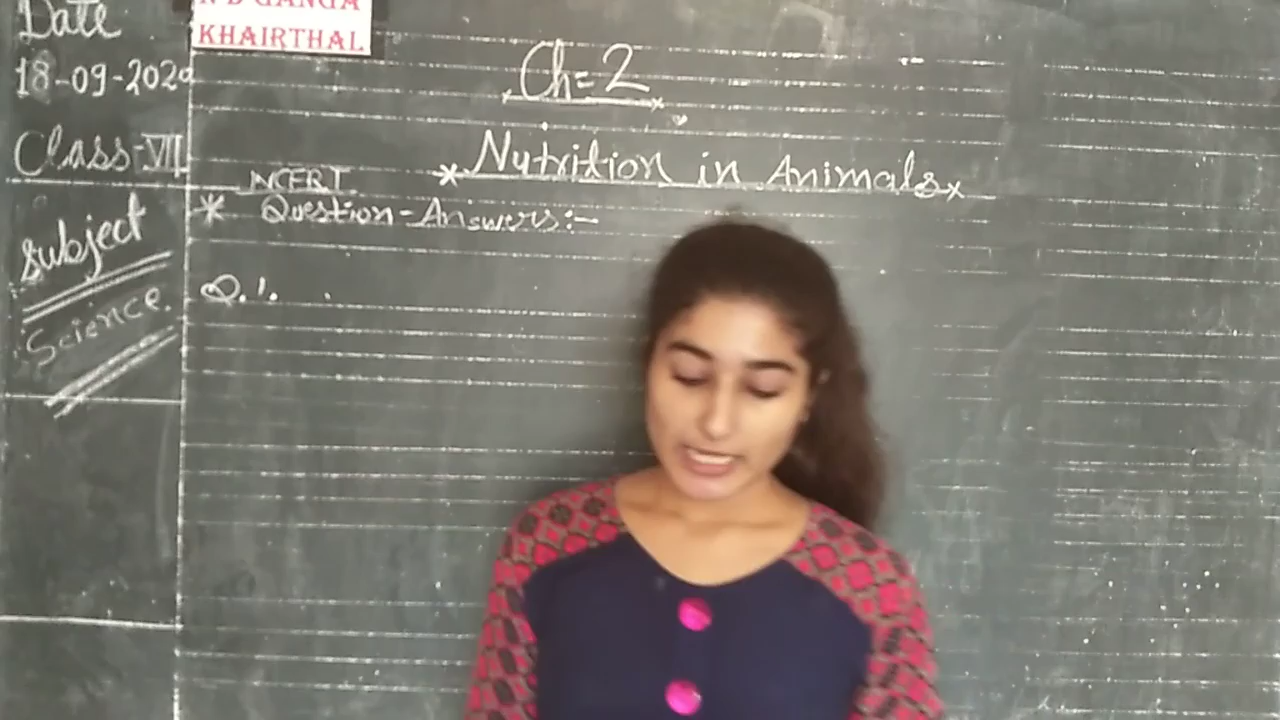 Date
18-09-2020
Class-VII
subject
Science.
KHAIRTHAL
Ch=2
* Nutrition in Animals x
NCERT
* Question-Answers:-
Q.1.